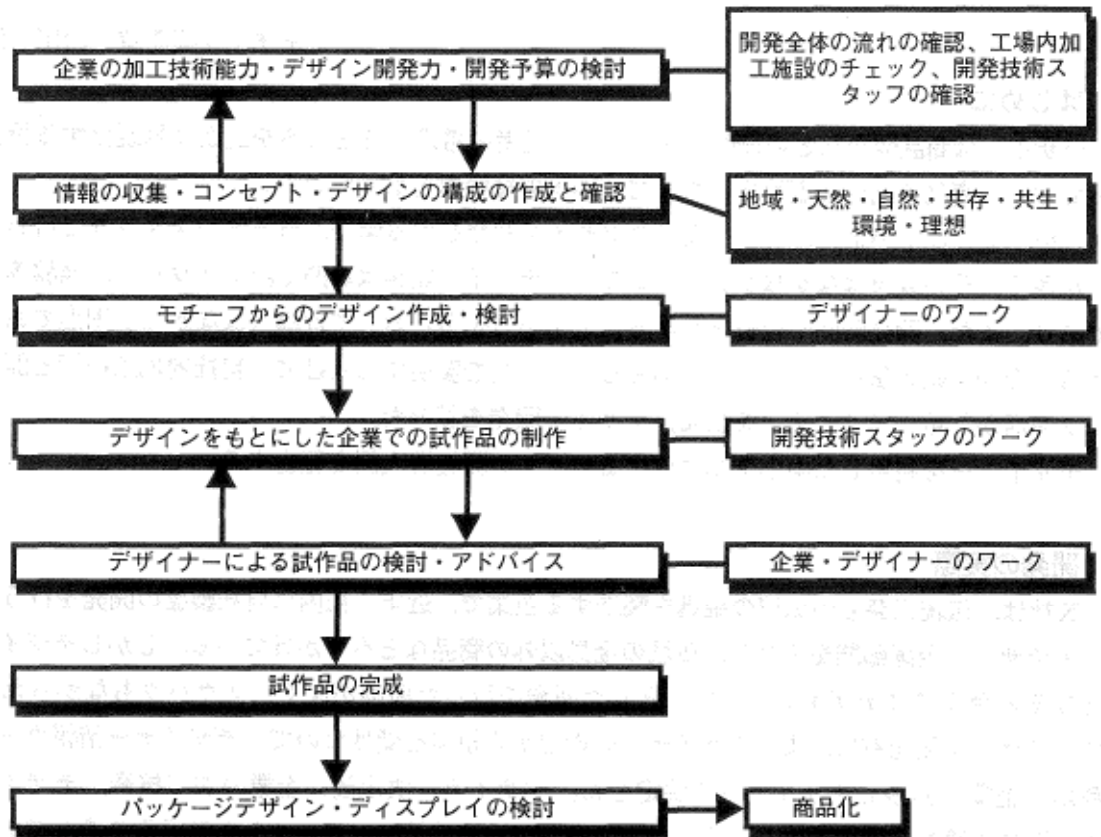 企業の加工技術能力・デザイン開発力・開発予算の検討
開発全体の流れの確認、工場内加
工施設のチェック、開発技術ス
タッフの確認
情報の収集・コンセプト・デザインの構成の作成と確認
地域・天然・自然・共存・共生・
環境・理想
モチーフからのデザイン作成・検討
デザイナーのワーク
デザインをもとにした企業での試作品の制作
開発技術スタッフのワーク
デザイナーによる試作品の検討・アドバイス
企業・デザイナーのワーク
試作品の完成
パッケージデザイン・ディスプレイの検討
商品化